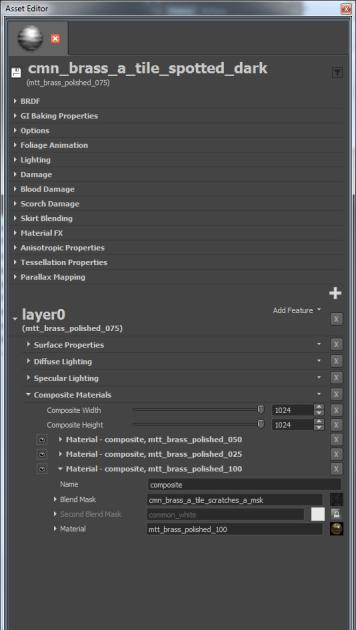 Asset Editor
cmn_brass_a_tile_spotted_dark
(mtt_brass_polished_075)
BRDF
GI Baking Properties
Options
Foliage Animation
Lighting
Damage
Blood Damage
Scorch Damage
Skirt Blending
Material FX
Anisotropic Properties
Tessellation Properties
Parallax Mapping
layer0
Add Feature
(mtt_brass_polished_075)
Surface Properties
Diffuse Lighting
Specular Lighting
Composite Materials
Composite Width 1024
Composite Height 1024
Material - composite, mtt_brass_polished_050
Material - composite, mtt_brass_polished_025
Material - composite, mtt_brass_polished_100
Name composite
Blend Mask cmn_brass_a_tile_scratches_a_msk
Second Blend Mask common_white
Material mtt_brass_polished_100